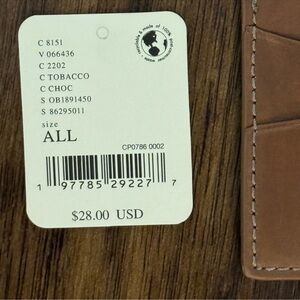 C 8151
V 066436
C 2202
C TOBACCO
C CHOC
S OB1891450
S 86295011
size
ALL
CP0786 0002
1 97785 29227 7
$28.00 USD